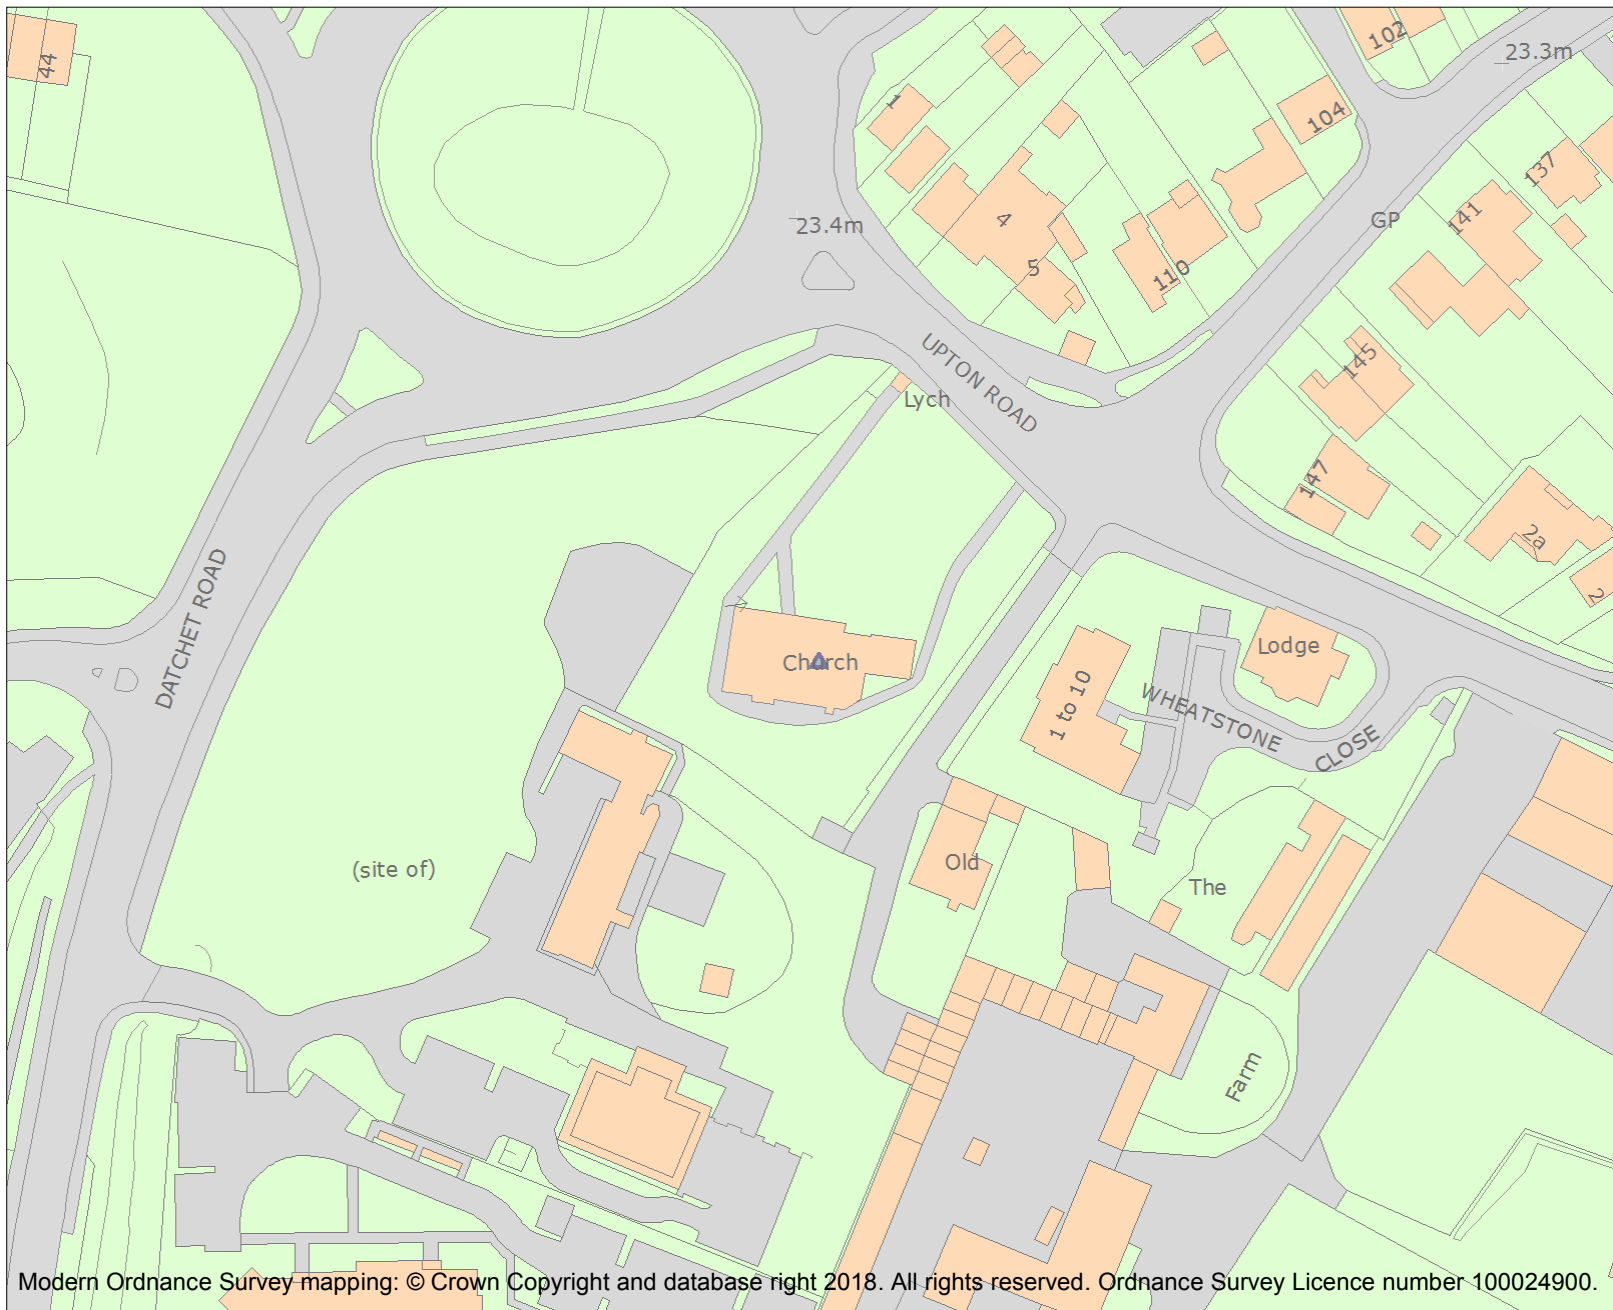 44
102
23.3m
1
104
137
4
23.4m
GP
141
5
110
UPTON ROAD
145
Lych
147
2a
DATCHET ROAD
2
Church
Lodge
1 to 10
WHEATSTONE
CLOSE
(site of)
Old
The
Farm
Modern Ordnance Survey mapping: © Crown Copyright and database right 2018. All rights reserved. Ordnance Survey Licence number 100024900.